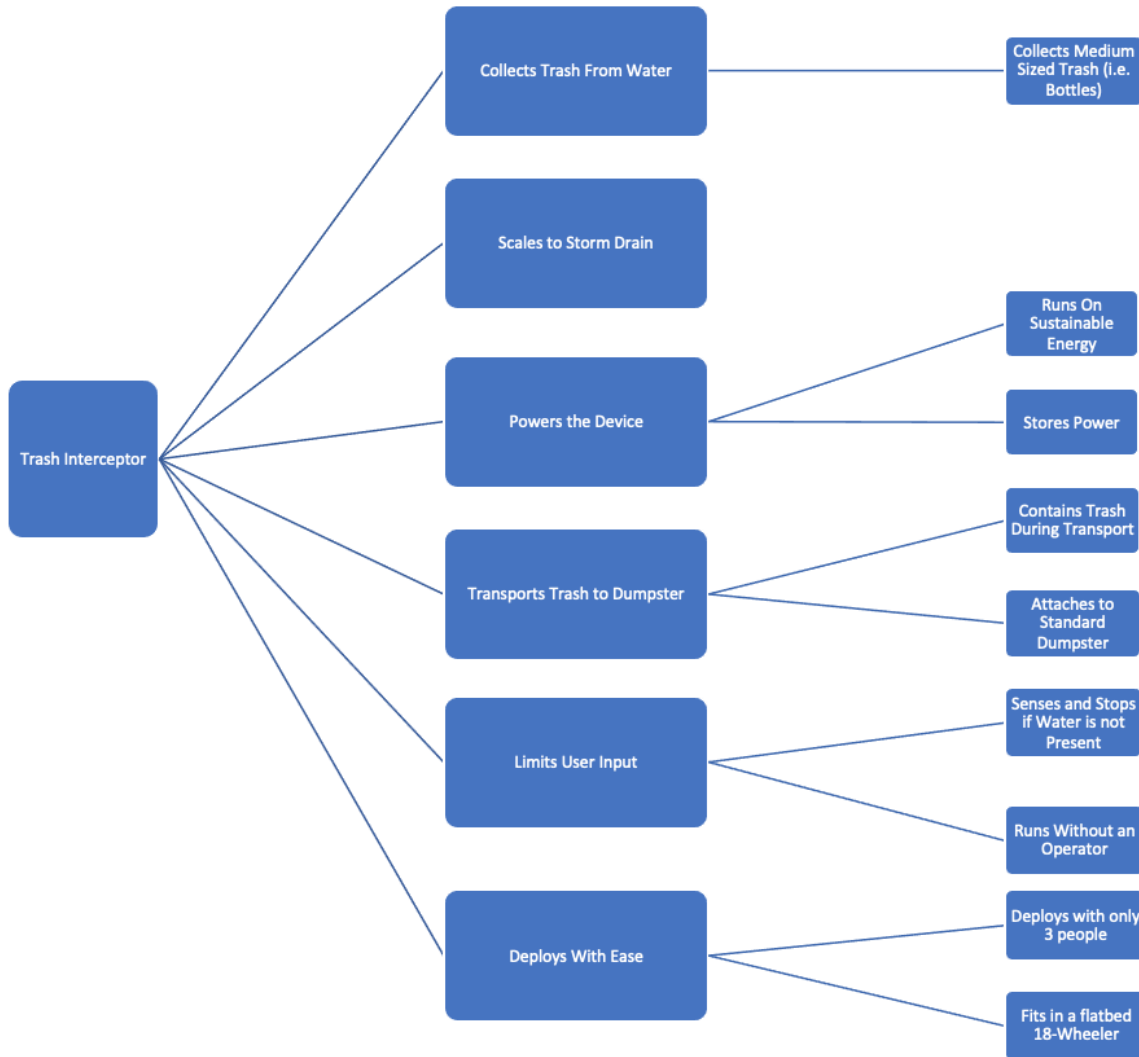 Trash Interceptor
Collects Trash From Water
Scales to Storm Drain
Powers the Device
Transports Trash to Dumpster
Limits User Input
Deploys With Ease
Collects Medium
Sized Trash (i.e.
Bottles)
Runs On
Sustainable
Energy
Stores Power
Contains Trash
During Transport
Attaches to
Standard
Dumpster
Senses and Stops
if Water is not
Present
Runs Without an
Operator
Deploys with only
3 people
Fits in a flatbed
18-Wheeler